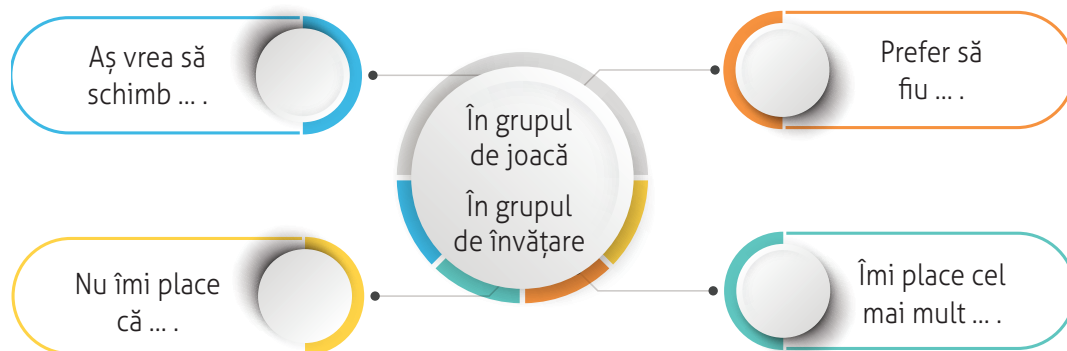 Aș vrea să
schimb ... .
Prefer să
fiu ... .
În grupul
de joacă
În grupul
de învățare
Nu îmi place
că ... .
Îmi place cel
mai mult ... .